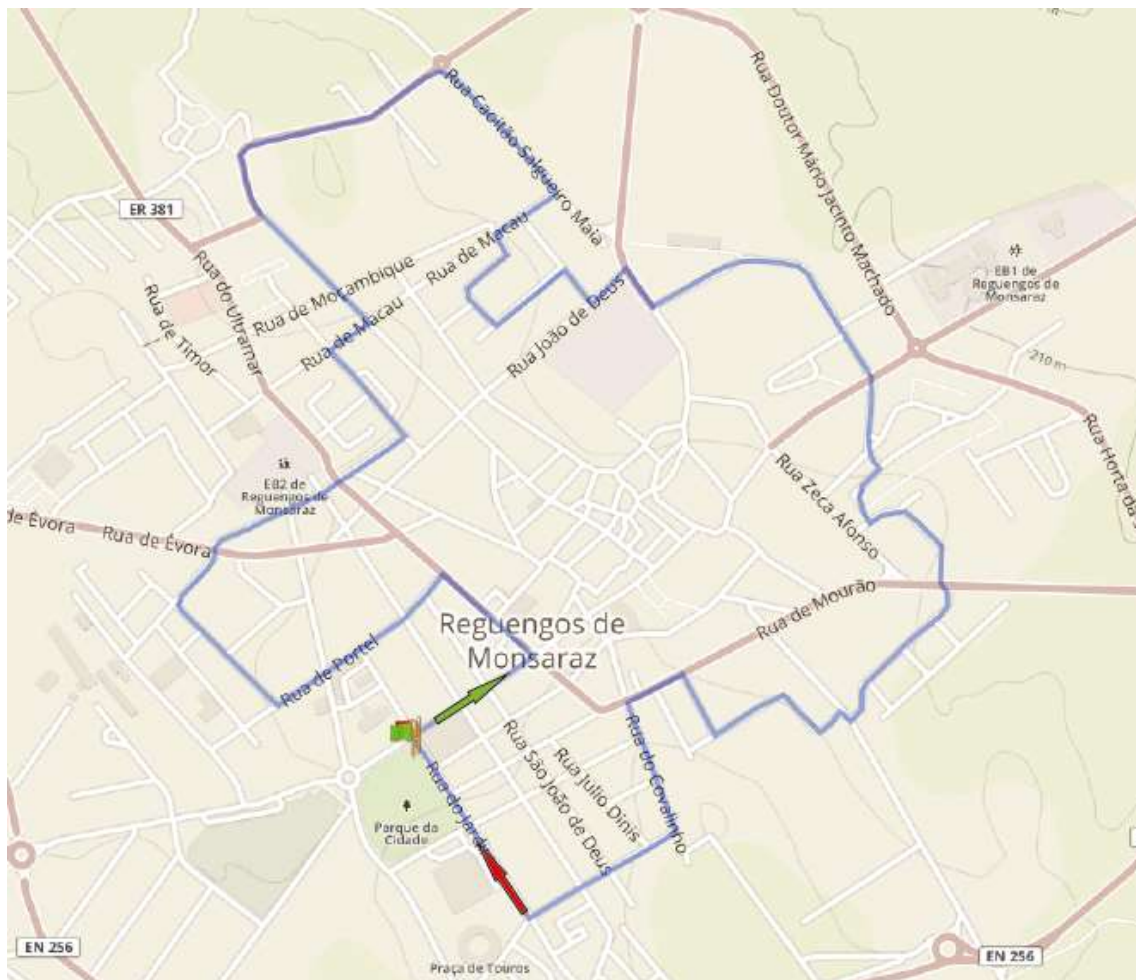 Rua Capitão Salgueiro Maia
Rua Doutor Mário Jacinto Machado
ER 381
Rua de Macau
EB1 de
Reguengos de
Monsaraz
Rua do Ultramar
Rua de Moçambique
Rua de Timor
Rua de Macau
Rua João de Deus
210 m
Rua Horta da
EB2 de
Reguengos de
Monsaraz
Rua Zeca Afonso
de Évora
Rua de Évora
Rua de Mourão
Reguengos de
Monsaraz
Rua de Portel
Rua do Covalinho
Rua São João de Deus
Rua Julio Dinis
Rua do Jardim
Parque da
Cidade
EN 256
EN 256
Praça de Touros